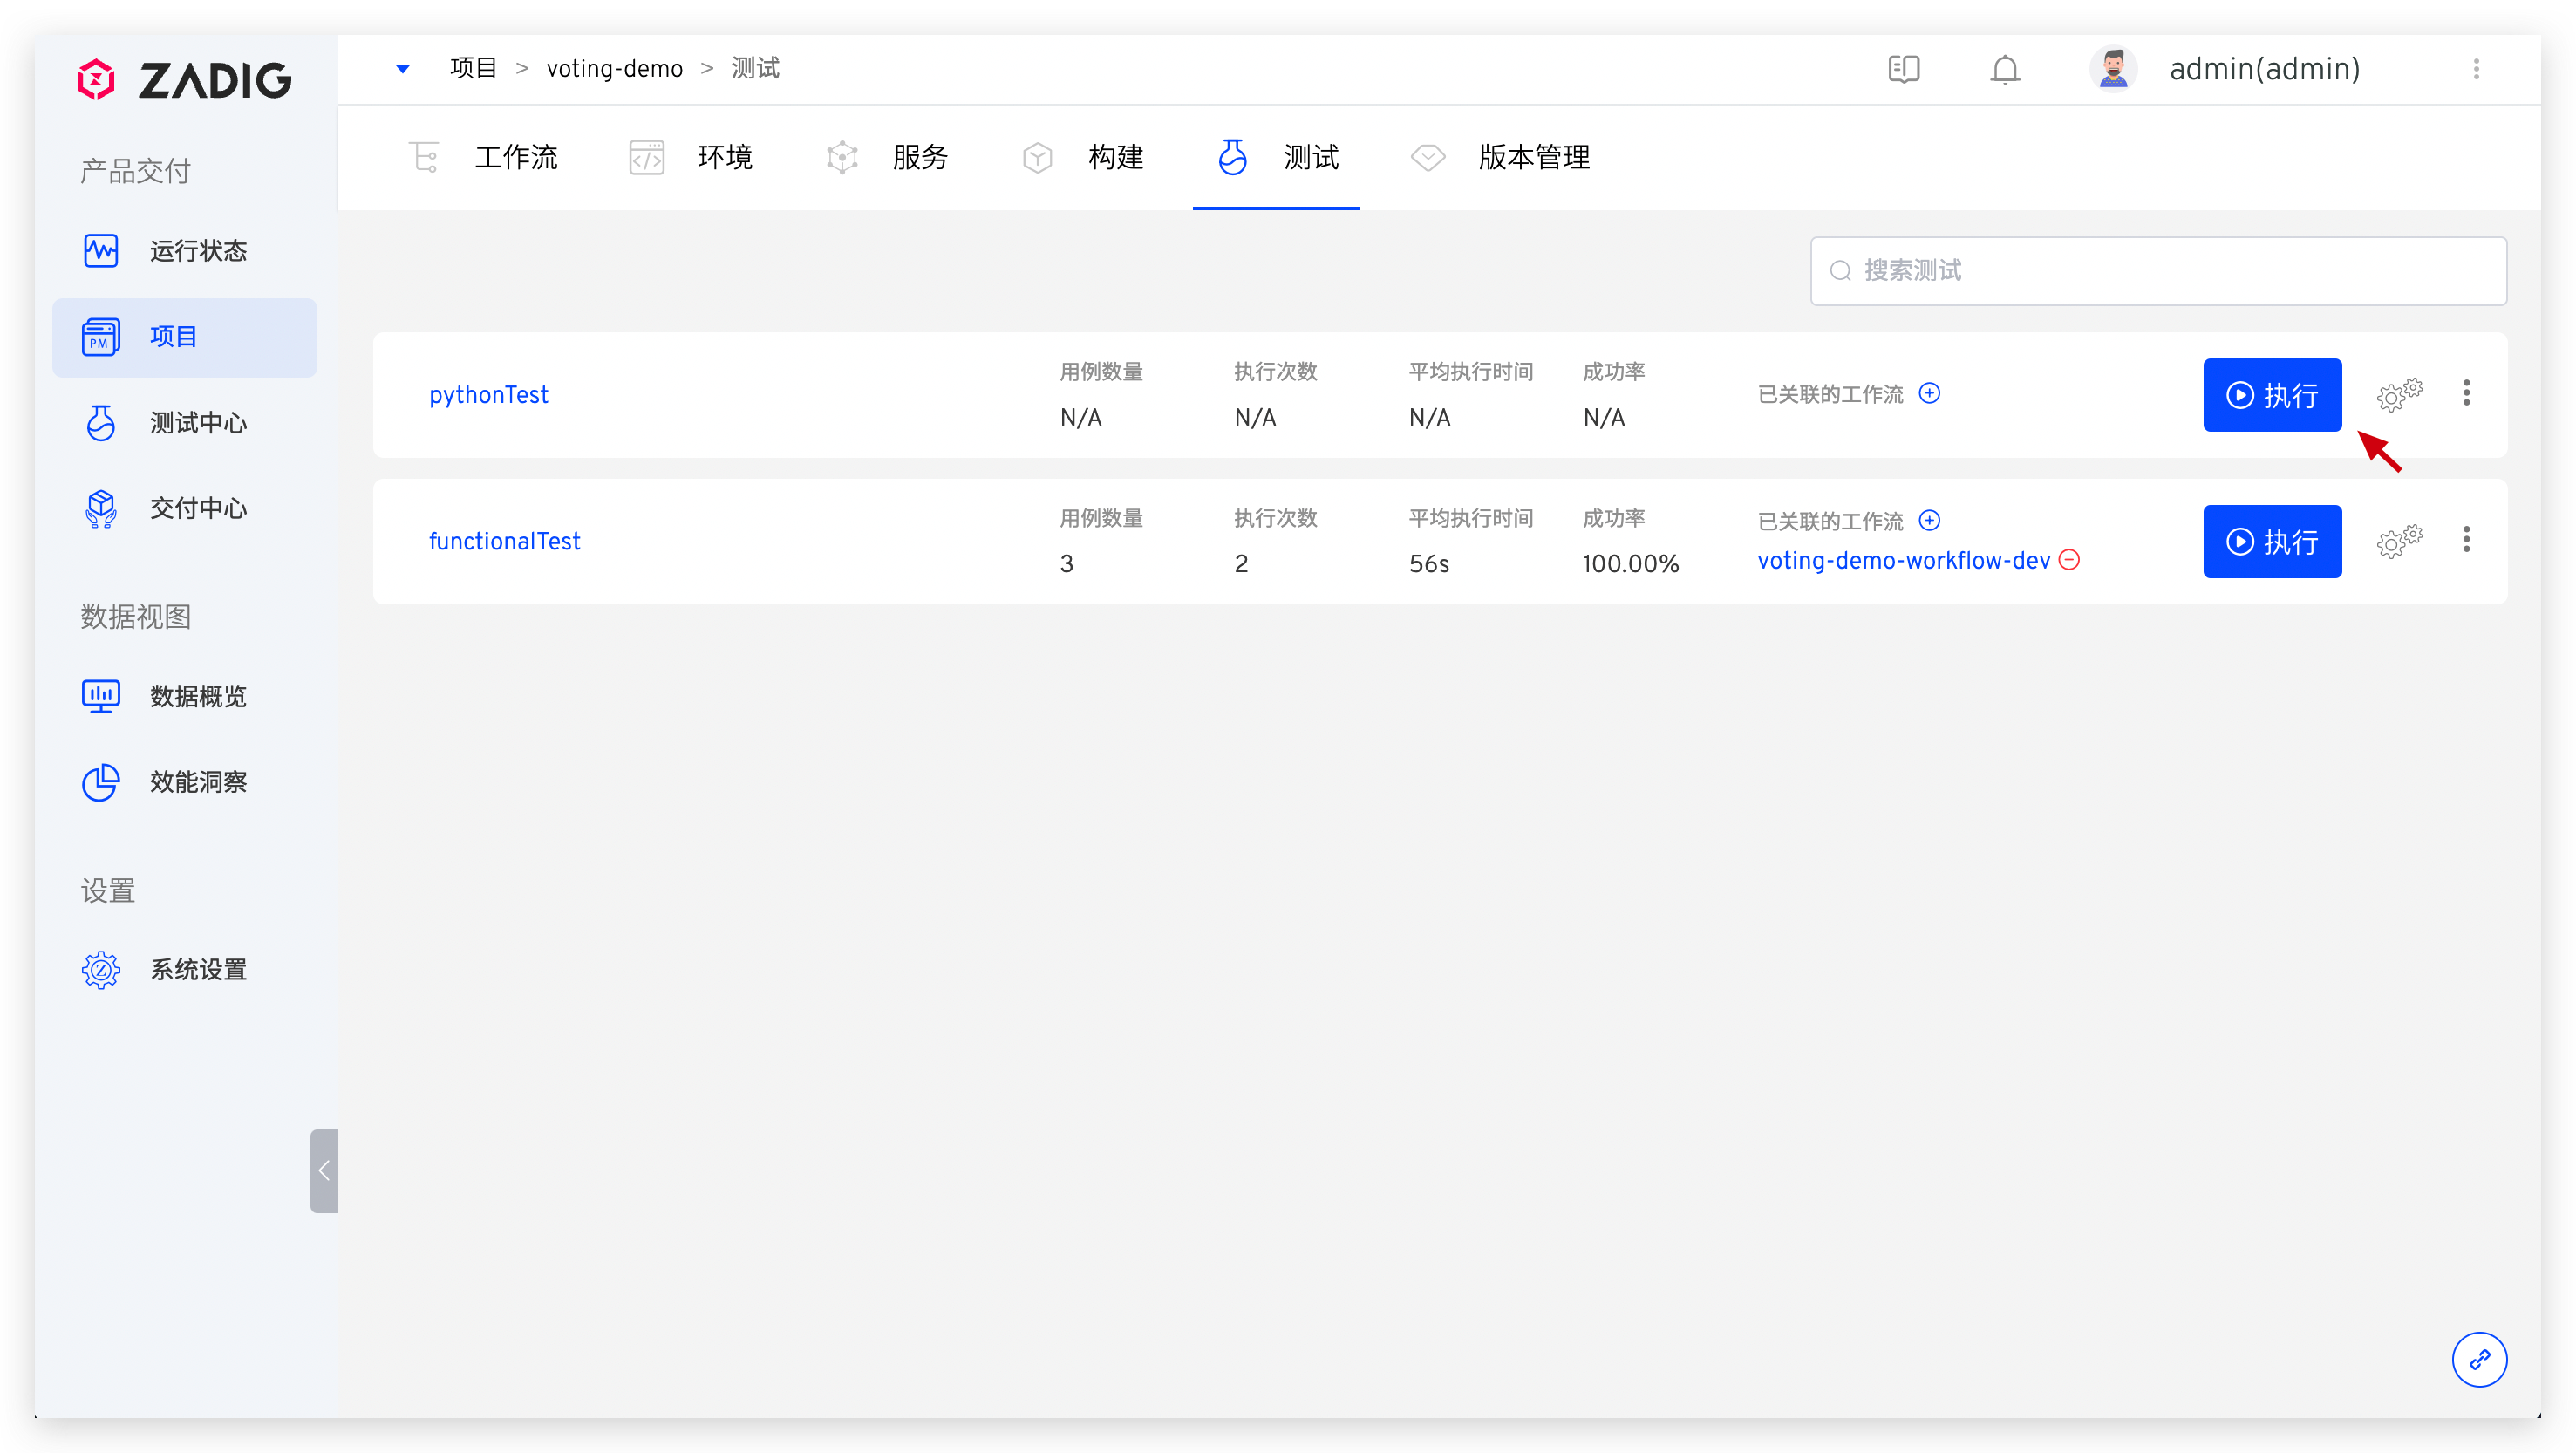 ZADIG
项目 > voting-demo > 测试
admin(admin)
产品交付
运行状态
PM
项目
测试中心
交付中心
数据视图
数据概览
效能洞察
设置
Z
系统设置
工作流
环境
服务
构建
测试
版本管理
搜索测试
pythonTest
用例数量
N/A
执行次数
N/A
平均执行时间
N/A
成功率
N/A
已关联的工作流
执行
functionalTest
用例数量
3
执行次数
2
平均执行时间
56s
成功率
100.00%
已关联的工作流
voting-demo-workflow-dev
执行